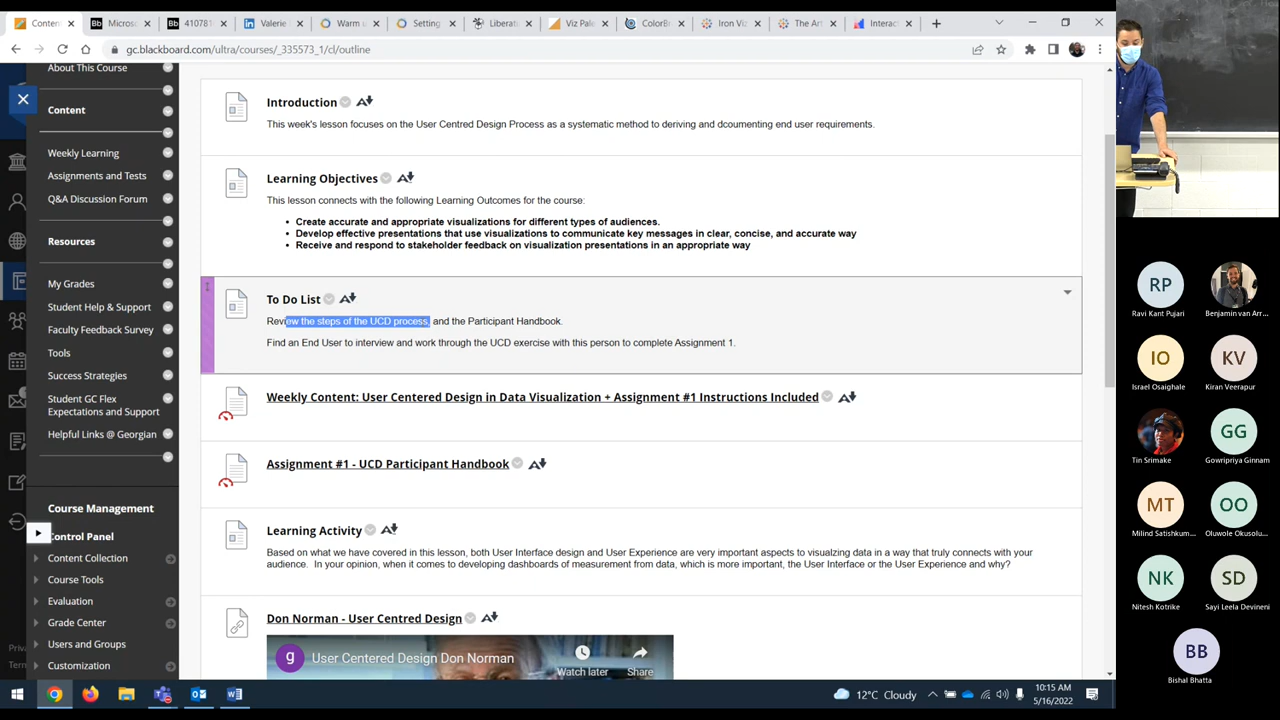 Content
Bb
Microso
Bb
410781
Valerie
Warm u
Setting
Liberati
Viz Pale
ColorBr
Iron Viz
The Art
Interact
gc.blackboard.com/ultra/courses/_335573_1/cl/outline
About This Course
Content
Weekly Learning
Assignments and Tests
Q&A Discussion Forum
Resources
My Grades
Student Help & Support
Faculty Feedback Survey
Tools
Success Strategies
Student GC Flex
Expectations and Support
Helpful Links @ Georgian
Course Management
Control Panel
Content Collection
Course Tools
Evaluation
Grade Center
Users and Groups
Customization
Priva
Introduction
This week's lesson focuses on the User Centred Design Process as a systematic method to deriving and dcoumenting end user requirements.
Learning Objectives
This lesson connects with the following Learning Outcomes for the course:
Create accurate and appropriate visualizations for different types of audiences.
Develop effective presentations that use visualizations to communicate key messages in clear, concise, and accurate way
Receive and respond to stakeholder feedback on visualization presentations in an appropriate way
To Do List
Review the steps of the UCD process, and the Participant Handbook.
Find an End User to interview and work through the UCD exercise with this person to complete Assignment 1.
Weekly Content: User Centered Design in Data Visualization + Assignment #1 Instructions Included
Assignment #1 - UCD Participant Handbook
Learning Activity
Based on what we have covered in this lesson, both User Interface design and User Experience are very important aspects to visualzing data in a way that truly connects with your
audience. In your opinion, when it comes to developing dashboards of measurement from data, which is more important, the User Interface or the User Experience and why?
Don Norman - User Centred Design
g
User Centered Design Don Norman
Watch later
Share
12°C Cloudy
10:15 AM
5/16/2022
RP
Ravi Kant Pujari
Benjamin van Arr...
IO
Israel Osaighale
KV
Kiran Veerapur
Tin Srimake
GG
Gowripriya Ginnam
MT
Milind Satishkum...
OO
Oluwole Okusolu...
NK
Nitesh Kotrike
SD
Sayi Leela Devineni
BB
Bishal Bhatta